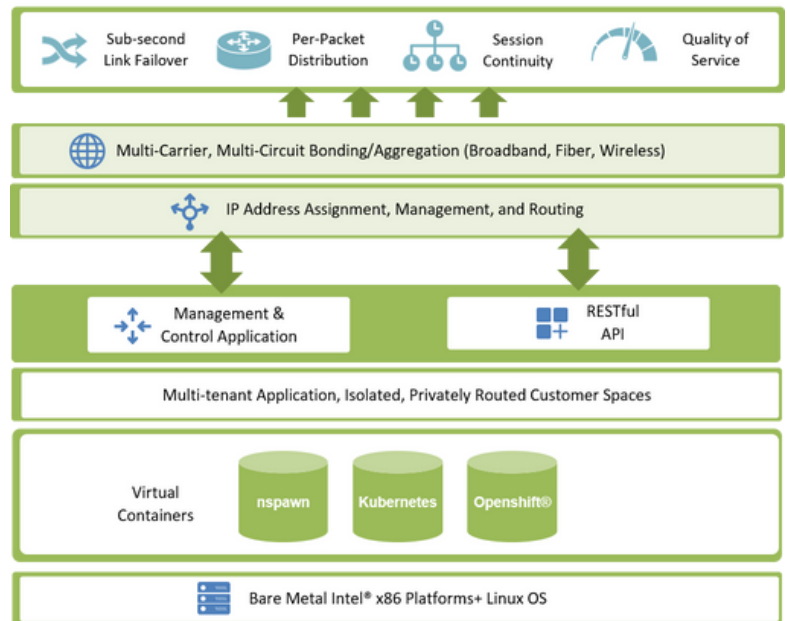 Sub-second
Link Failover
Per-Packet
Distribution
Session
Continuity
Quality of
Service
Multi-Carrier, Multi-Circuit Bonding/Aggregation (Broadband, Fiber, Wireless)
IP Address Assignment, Management, and Routing
Management &
Control Application
RESTful
API
Multi-tenant Application, Isolated, Privately Routed Customer Spaces
Virtual
Containers
nspawn
Kubernetes
Openshift®
Bare Metal Intel® x86 Platforms+ Linux OS